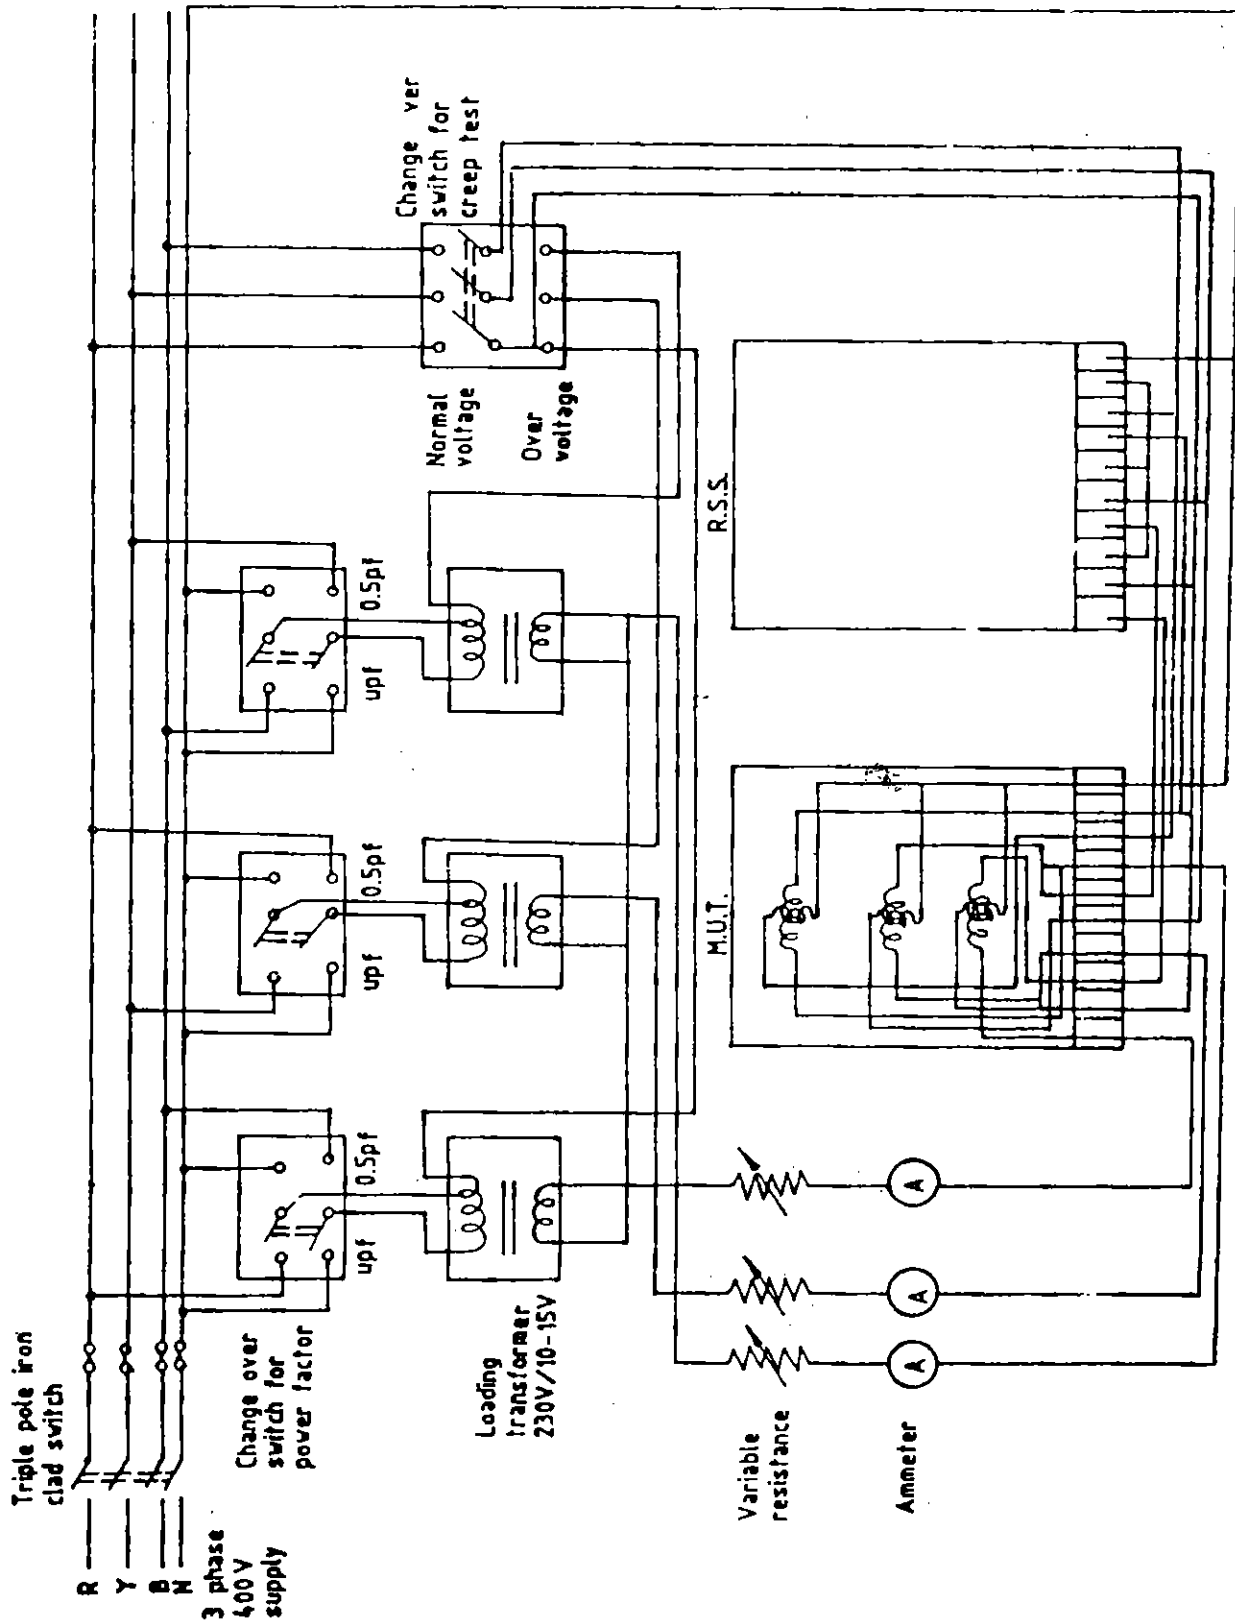 Triple pole iron
clad switch
R
Y
B
N
3 phase
400V
supply
Change over
switch for
power factor
upf
0.5pf
upf
0.5pf
upf
0.5pf
Change ver
switch for
creep test
Normal
voltage
Over
voltage
Loading
transformer
230V/10-15V
M.U.T.
R.S.S.
Variable
resistance
Ammeter
A
A
A